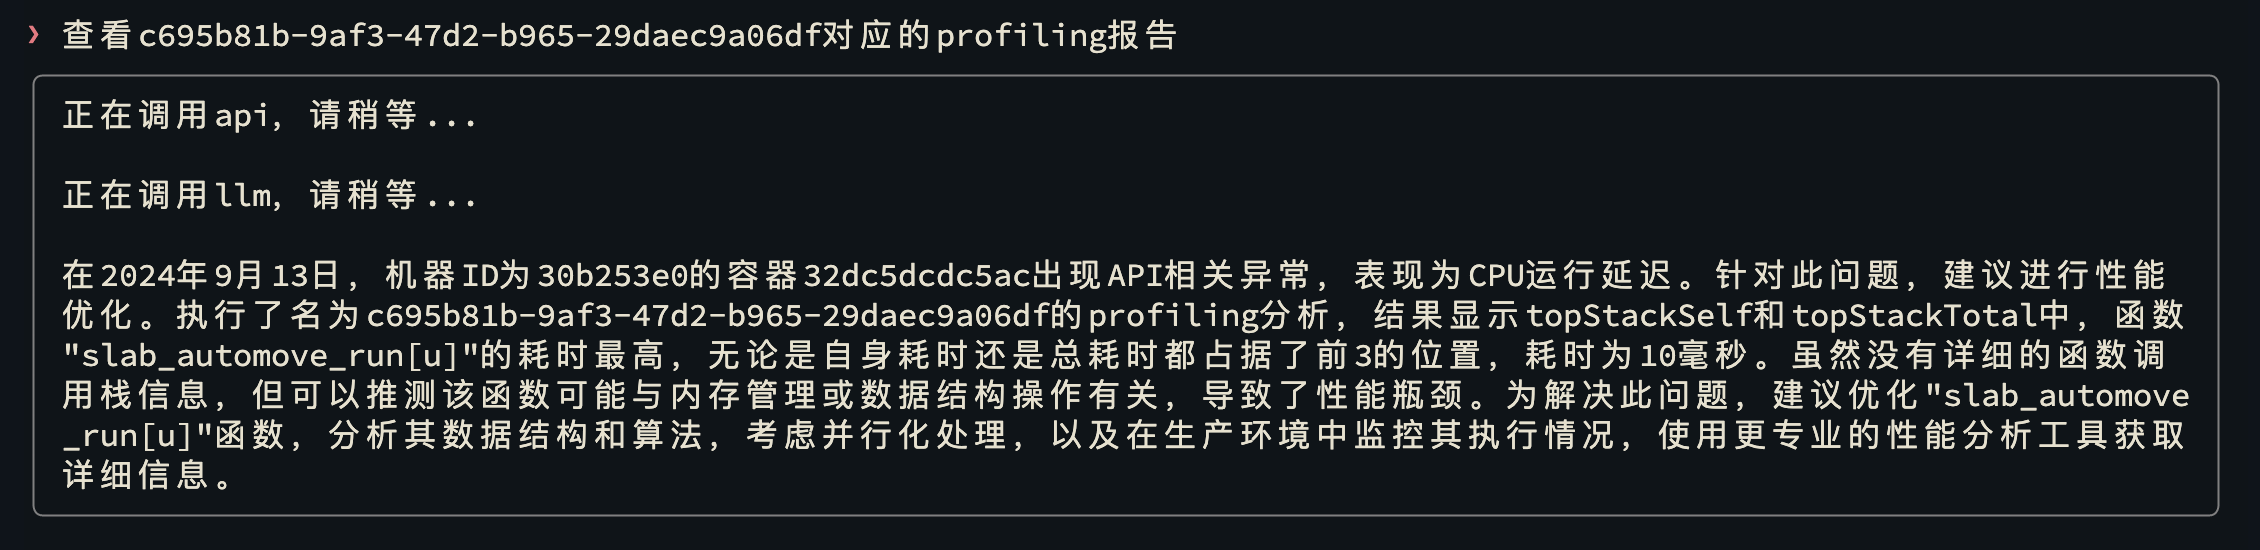 ❯ 查看c695b81b-9af3-47d2-b965-29daec9a06df对应的profiling报告
正在调用api, 请稍等...
正在调用llm, 请稍等...
在2024年9月13日, 机器ID为30b253e0的容器32dc5dcdc5ac出现API相关异常, 表现为CPU运行延迟。针对此问题, 建议进行性能
优化。执行了名为c695b81b-9af3-47d2-b965-29daec9a06df的profiling分析, 结果显示topStackSelf和topStackTotal中, 函数
"slab_automove_run[u]"的耗时最高, 无论是自身耗时还是总耗时都占据了前3的位置, 耗时为10毫秒。虽然没有详细的函数调
用栈信息, 但可以推测该函数可能与内存管理或数据结构操作有关, 导致了性能瓶颈。为解决此问题, 建议优化"slab_automove
_run[u]"函数, 分析其数据结构和算法, 考虑并行化处理, 以及在生产环境中监控其执行情况, 使用更专业的性能分析工具获取
详细信息。